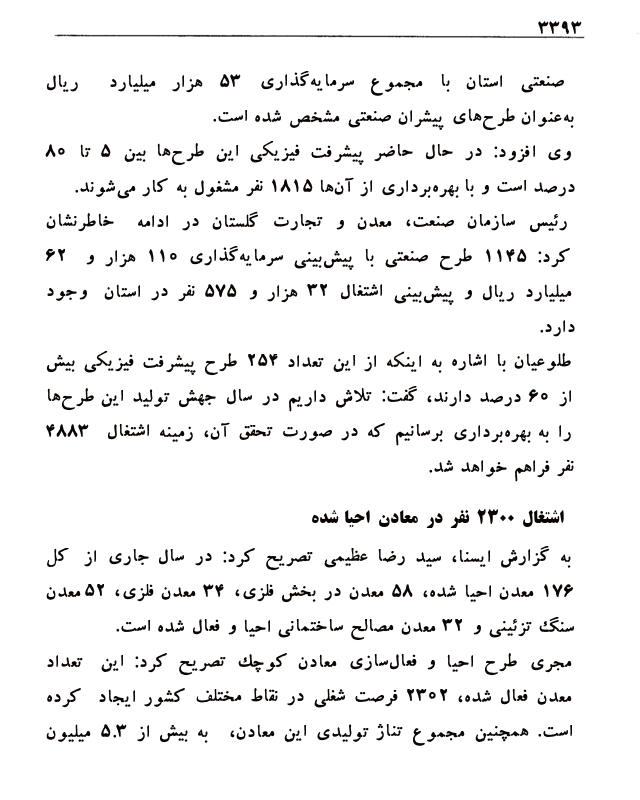 ۳۳۹۳
صنعتی استان با مجموع سرمایه‌گذاری ۵۳ هزار میلیارد ریال
به‌عنوان طرح‌های پیشران صنعتی مشخص شده است.
وی افزود: در حال حاضر پیشرفت فیزیکی این طرح‌ها بین ۵ تا ۸۰
درصد است و با بهره‌برداری از آن‌ها ۱۸۱۵ نفر مشغول به کار می‌شوند.
رئیس سازمان صنعت، معدن و تجارت گلستان در ادامه خاطرنشان
کرد: ۱۱۴۵ طرح صنعتی با پیش‌بینی سرمایه‌گذاری ۱۱۰ هزار و ۶۲
میلیارد ریال و پیش‌بینی اشتغال ۳۲ هزار و ۵۷۵ نفر در استان وجود
دارد.
طلوعیان با اشاره به اینکه از این تعداد ۲۵۴ طرح پیشرفت فیزیکی بیش
از ۶۰ درصد دارند، گفت: تلاش داریم در سال جهش تولید این طرح‌ها
را به بهره‌برداری برسانیم که در صورت تحقق آن، زمینه اشتغال ۴۸۸۳
نفر فراهم خواهد شد.
اشتغال ۲۳۰۰ نفر در معادن احیا شده
به گزارش ایسنا، سید رضا عظیمی تصریح کرد: در سال جاری از کل
۱۷۶ معدن احیا شده، ۵۸ معدن در بخش فلزی، ۳۴ معدن فلزی، ۵۲ معدن
سنگ تزئینی و ۳۲ معدن مصالح ساختمانی احیا و فعال شده است.
مجری طرح احیا و فعال‌سازی معادن کوچك تصریح کرد: این تعداد
معدن فعال شده، ۲۳۰۲ فرصت شغلی در نقاط مختلف کشور ایجاد کرده
است. همچنین مجموع تناژ تولیدی این معادن، به بیش از ۵.۳ میلیون